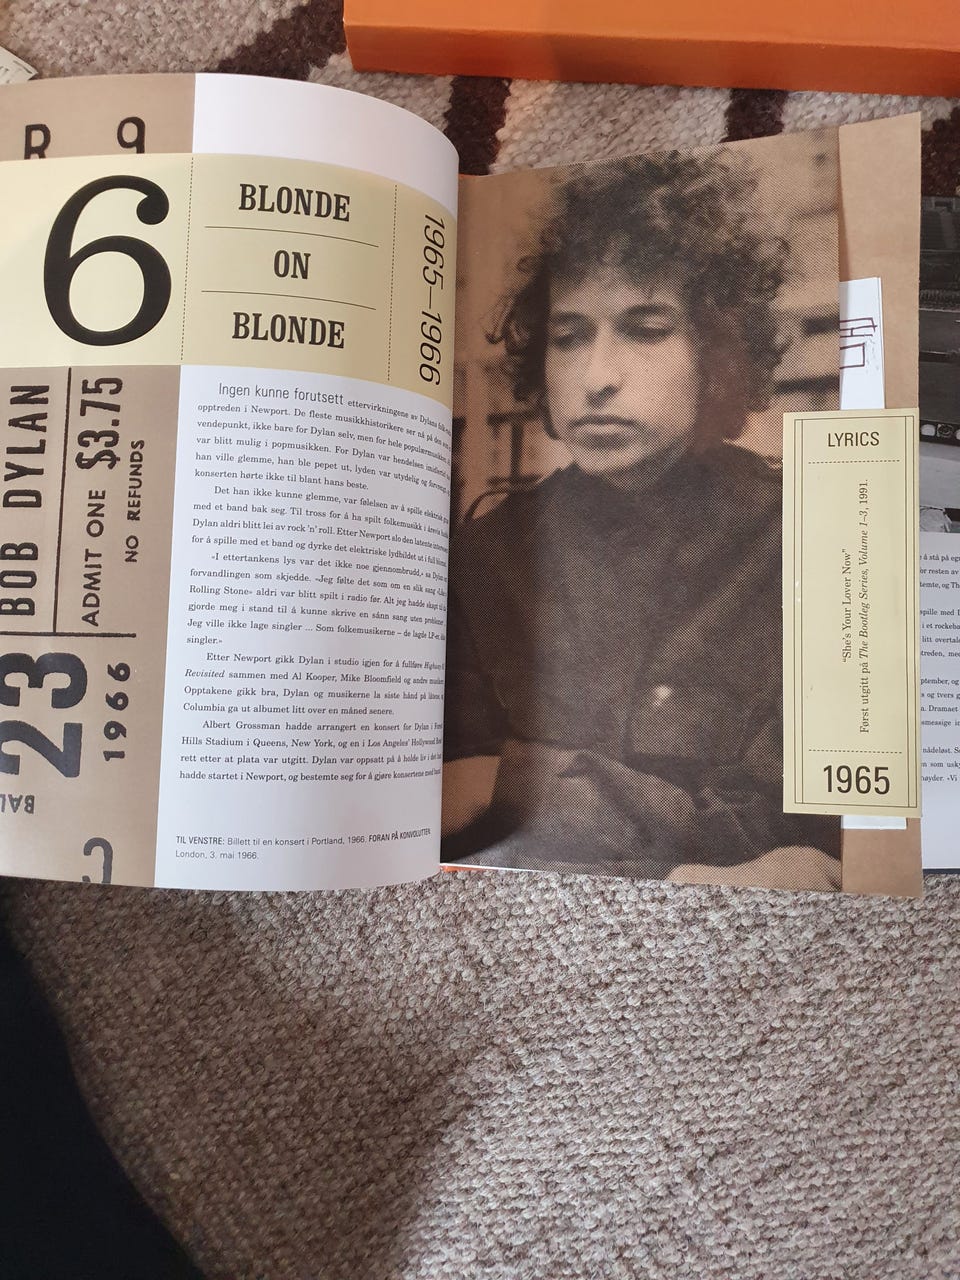 R 9
6
BLONDE
ON
BLONDE
1965–1966
BOB DYLAN
ADMIT ONE $3.75
NO REFUNDS
23
1966
BAL
Ingen kunne forutsett ettervirkningene av Dylans
opptreden i Newport. De fleste musikkhistorikere ser nå på den
vendepunkt, ikke bare for Dylan selv, men for hele populærmusikken.
var blitt mulig i popmusikken. For Dylan var hendelsen imidlertid
han ville glemme, han ble pepet ut, lyden var utydelig og
konserten hørte ikke til blant hans beste.
Det han ikke kunne glemme, var følelsen av å spille elektrisk
med et band bak seg. Til tross for å ha spilt folkemusikk i årevis
Dylan aldri blitt lei av rock 'n' roll. Etter Newport slo den latente
for å spille med et band og dyrke det elektriske lydbildet ut i full
«I ettertankens lys var det ikke noe gjennombrudd,» sa Dylan
forvandlingen som skjedde. «Jeg følte det som om en slik sang
Rolling Stone» aldri var blitt spilt i radio før. Alt jeg hadde skapt til
gjorde meg i stand til å kunne skrive en sånn sang uten problemer.
Jeg ville ikke lage singler ... Som folkemusikerne – de lagde LP-er,
singler.»
Etter Newport gikk Dylan i studio igjen for å fullføre Highway
Revisited sammen med Al Kooper, Mike Bloomfield og andre
Opptakene gikk bra, Dylan og musikerne la siste hånd på
Columbia ga ut albumet litt over en måned senere.
Albert Grossman hadde arrangert en konsert for Dylan i
Hills Stadium i Queens, New York, og en i Los Angeles' Hollywood
rett etter at plata var utgitt. Dylan var oppsatt på å holde liv i det
hadde startet i Newport, og bestemte seg for å gjøre konsertene med
TIL VENSTRE: Billett til en konsert i Portland, 1966. FORAN PÅ KONVOLUTTEN:
London, 3. mai 1966.
LYRICS
"She's Your Lover Now"
Først utgitt på The Bootleg Series, Volume 1–3, 1991.
1965